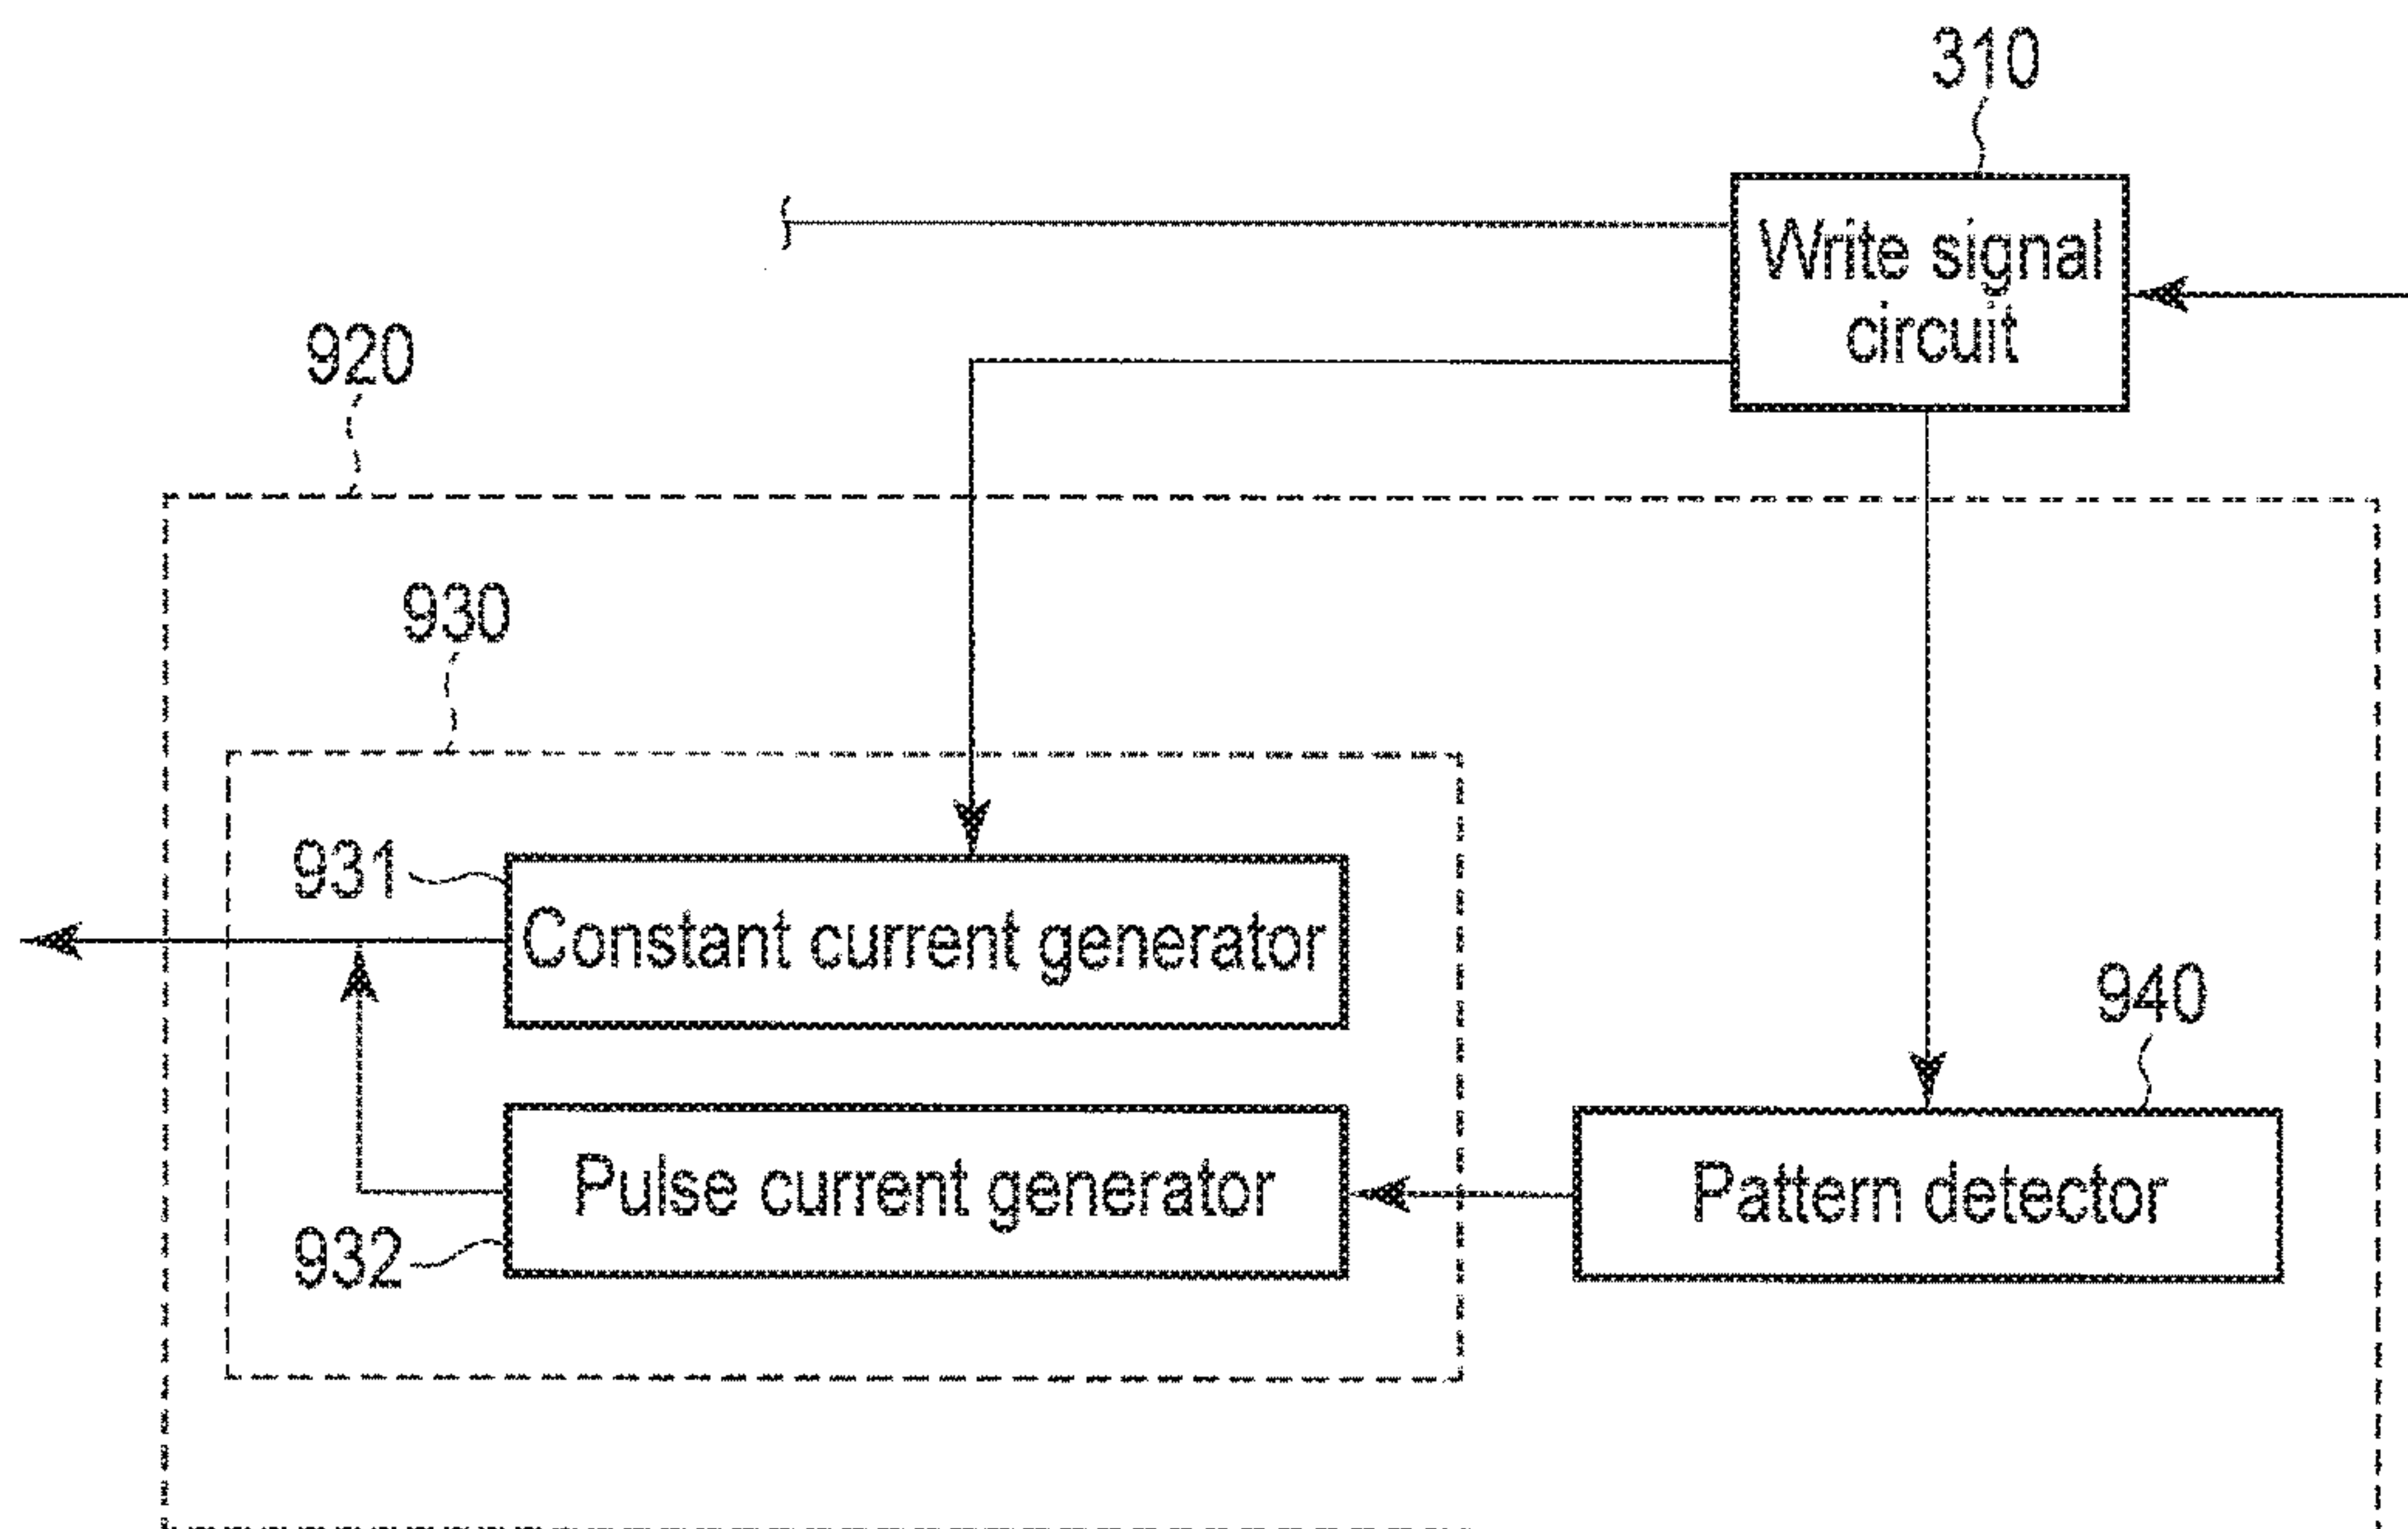 310
Write signal
circuit
920
930
931
Constant current generator
940
Pulse current generator
Pattern detector
932